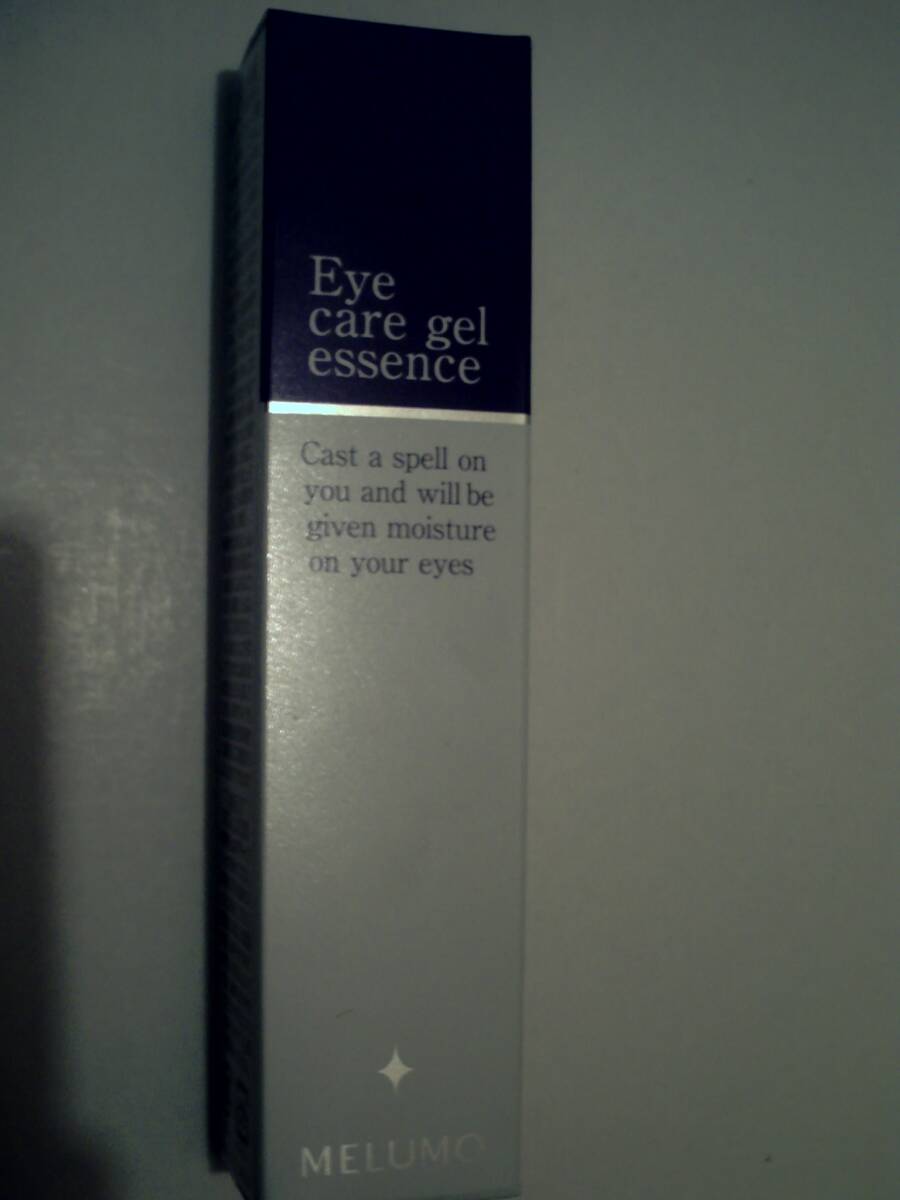 Eye
care gel
essence
Cast a spell on
you and will be
given moisture
on your eyes
MELUMO